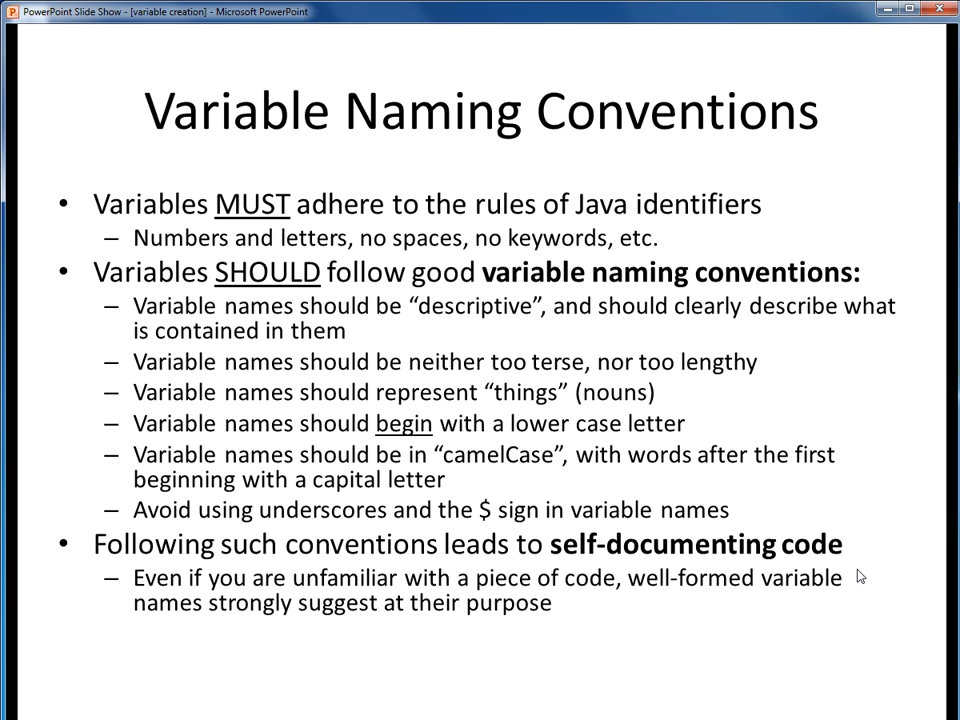 PowerPoint Slide Show - [variable creation] - Microsoft PowerPoint
Variable Naming Conventions
• Variables MUST adhere to the rules of Java identifiers
– Numbers and letters, no spaces, no keywords, etc.
• Variables SHOULD follow good variable naming conventions:
– Variable names should be “descriptive”, and should clearly describe what
is contained in them
– Variable names should be neither too terse, nor too lengthy
– Variable names should represent “things” (nouns)
– Variable names should begin with a lower case letter
– Variable names should be in “camelCase”, with words after the first
beginning with a capital letter
– Avoid using underscores and the $ sign in variable names
• Following such conventions leads to self-documenting code
– Even if you are unfamiliar with a piece of code, well-formed variable
names strongly suggest at their purpose